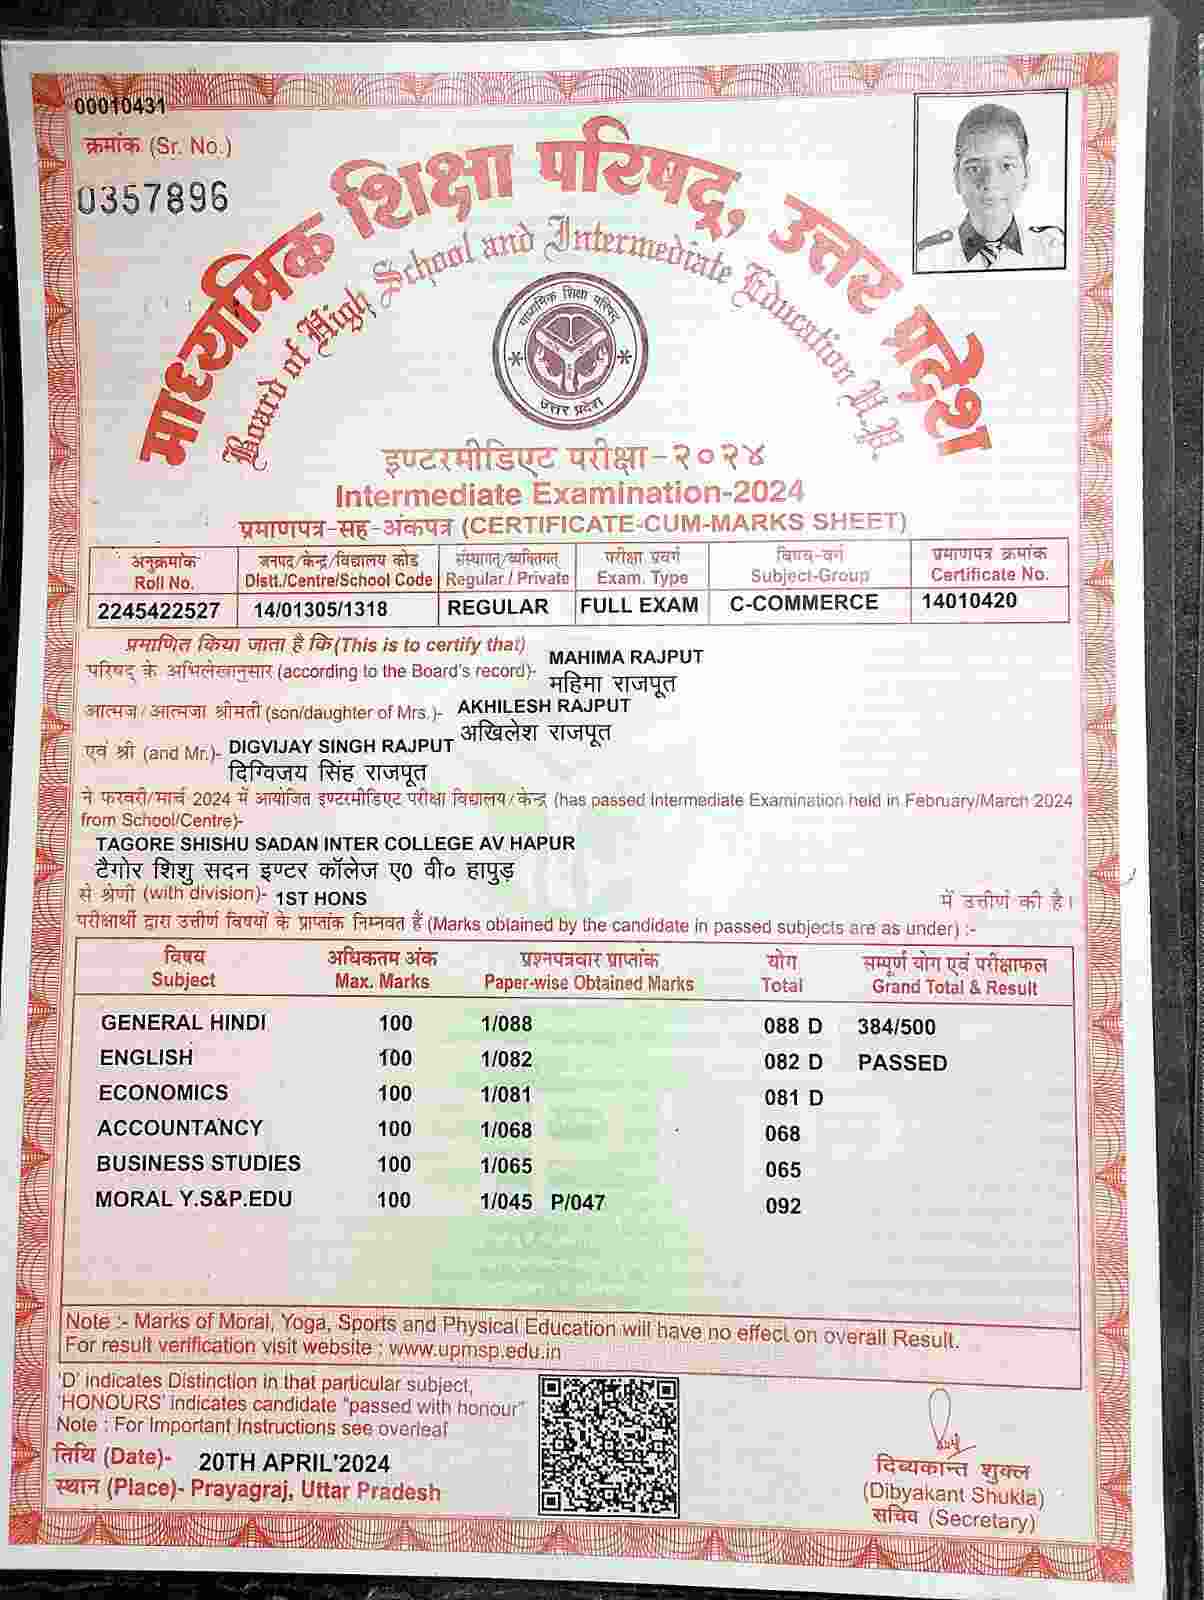 00010431
क्रमांक (Sr. No.)
0357896
माध्यमिक शिक्षा परिषद्, उत्तर प्रदेश
Board of High School and Intermediate Education U.P.
माध्यमिक शिक्षा परिषद
उत्तर प्रदेश
इण्टरमीडिएट परीक्षा-२०२४
Intermediate Examination-2024
प्रमाणपत्र-सह-अंकपत्र (CERTIFICATE-CUM-MARKS SHEET)
अनुक्रमांक जनपद/केन्द्र/विद्यालय कोड संस्थागत/व्यक्तिगत परीक्षा प्रवर्ग विषय-वर्ग प्रमाणपत्र क्रमांक
Roll No. Distt./Centre/School Code Regular / Private Exam. Type Subject-Group Certificate No.
2245422527 14/01305/1318 REGULAR FULL EXAM C-COMMERCE 14010420
प्रमाणित किया जाता है कि (This is to certify that)
MAHIMA RAJPUT
परिषद् के अभिलेखानुसार (according to the Board's record)- महिमा राजपूत
आत्मज/आत्मजा श्रीमती (son/daughter of Mrs.)- AKHILESH RAJPUT
अखिलेश राजपूत
एवं श्री (and Mr.)- DIGVIJAY SINGH RAJPUT
दिग्विजय सिंह राजपूत
ने फरवरी/मार्च 2024 में आयोजित इण्टरमीडिएट परीक्षा विद्यालय/केन्द्र (has passed Intermediate Examination held in February/March 2024
from School/Centre)-
TAGORE SHISHU SADAN INTER COLLEGE AV HAPUR
टैगोर शिशु सदन इण्टर कॉलेज ए0 वी० हापुड़
से श्रेणी (with division)- 1ST HONS में उत्तीर्ण की है।
परीक्षार्थी द्वारा उत्तीर्ण विषयों के प्राप्तांक निम्नवत हैं (Marks obtained by the candidate in passed subjects are as under) :-
विषय अधिकतम अंक प्रश्नपत्रवार प्राप्तांक योग सम्पूर्ण योग एवं परीक्षाफल
Subject Max. Marks Paper-wise Obtained Marks Total Grand Total & Result
GENERAL HINDI 100 1/088 088 D 384/500
ENGLISH 100 1/082 082 D PASSED
ECONOMICS 100 1/081 081 D
ACCOUNTANCY 100 1/068 068
BUSINESS STUDIES 100 1/065 065
MORAL Y.S&P.EDU 100 1/045 P/047 092
Note :- Marks of Moral, Yoga, Sports and Physical Education will have no effect on overall Result.
For result verification visit website : www.upmsp.edu.in
'D' indicates Distinction in that particular subject,
'HONOURS' indicates candidate "passed with honour"
Note : For Important Instructions see overleaf
तिथि (Date)- 20TH APRIL'2024
स्थान (Place)- Prayagraj, Uttar Pradesh
दिव्यकान्त शुक्ल
(Dibyakant Shukla)
सचिव (Secretary)